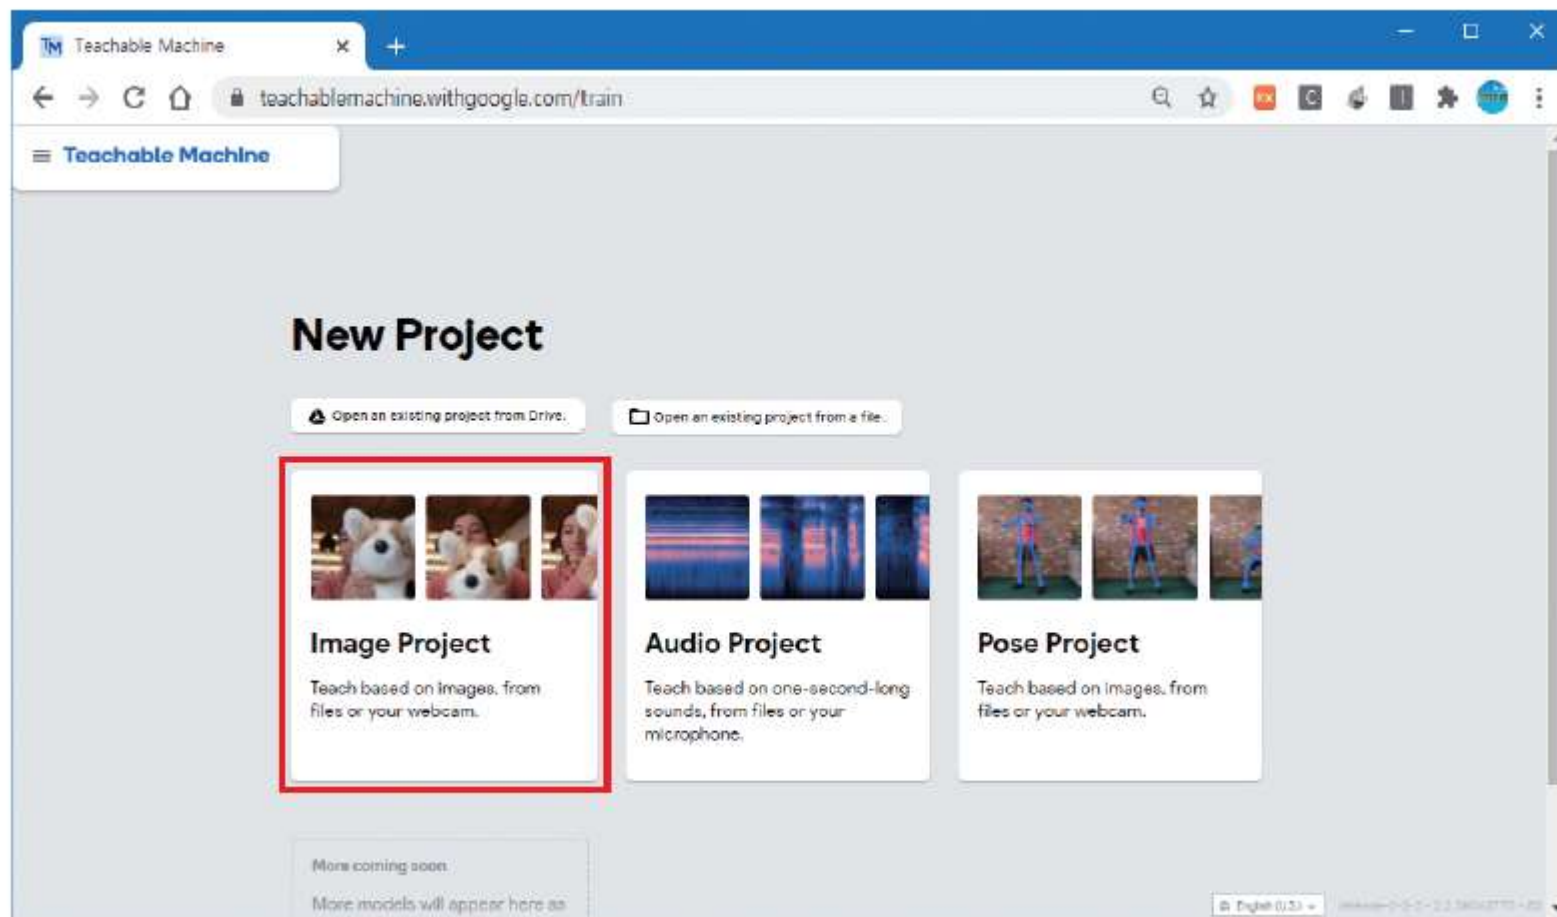 TM Teachable Machine
teachablemachine.withgoogle.com/train
Teachable Machine
New Project
Open an existing project from Drive.
Open an existing project from a file.
Image Project
Teach based on images, from
files or your webcam.
Audio Project
Teach based on one-second-long
sounds, from files or your
microphone.
Pose Project
Teach based on images, from
files or your webcam.
More coming soon
More models will appear here as
English (U.S.)